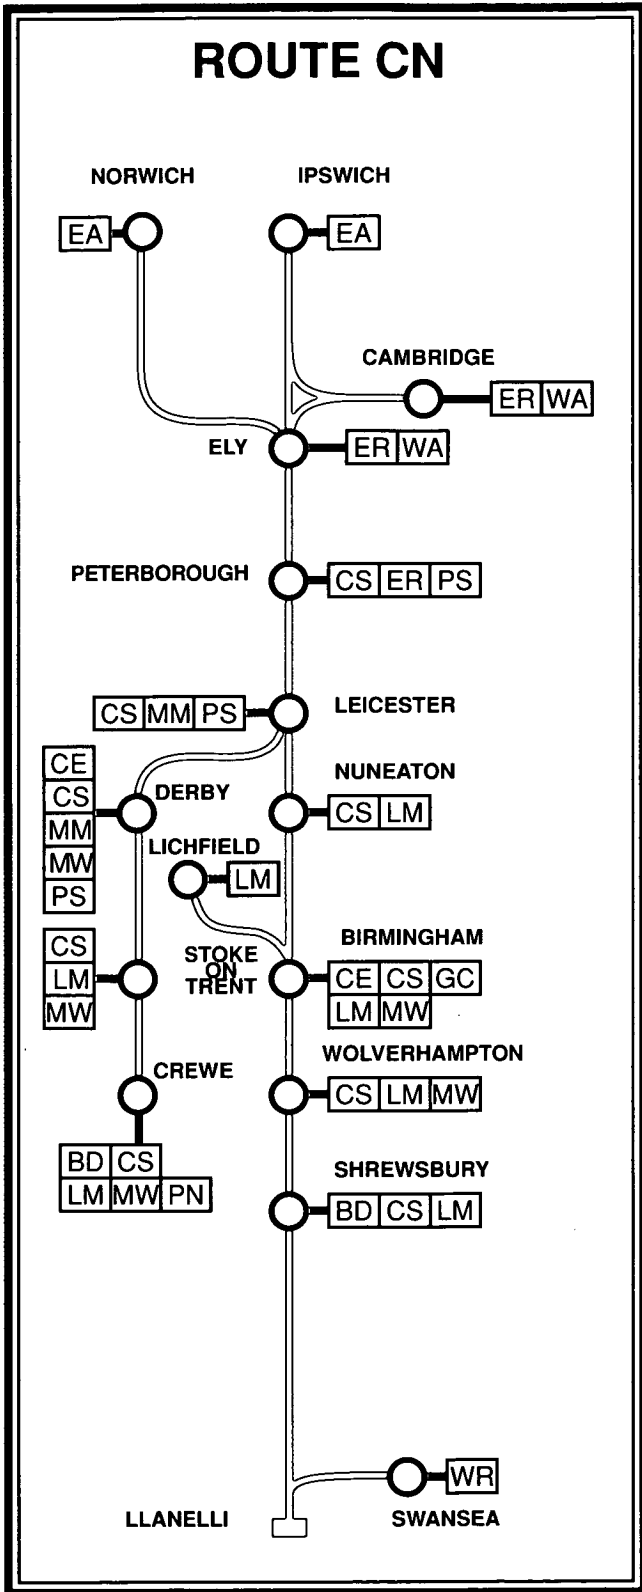 ROUTE CN
NORWICH
IPSWICH
EA
EA
CAMBRIDGE
ER WA
ELY
ER WA
PETERBOROUGH
CS ER PS
CS MM PS
LEICESTER
CE
CS
MM
MW
PS
DERBY
NUNEATON
CS LM
LICHFIELD
LM
CS
LM
MW
STOKE
ON
TRENT
BIRMINGHAM
CE CS GC
LM MW
WOLVERHAMPTON
CS LM MW
CREWE
BD CS
LM MW PN
SHREWSBURY
BD CS LM
WR
LLANELLI
SWANSEA